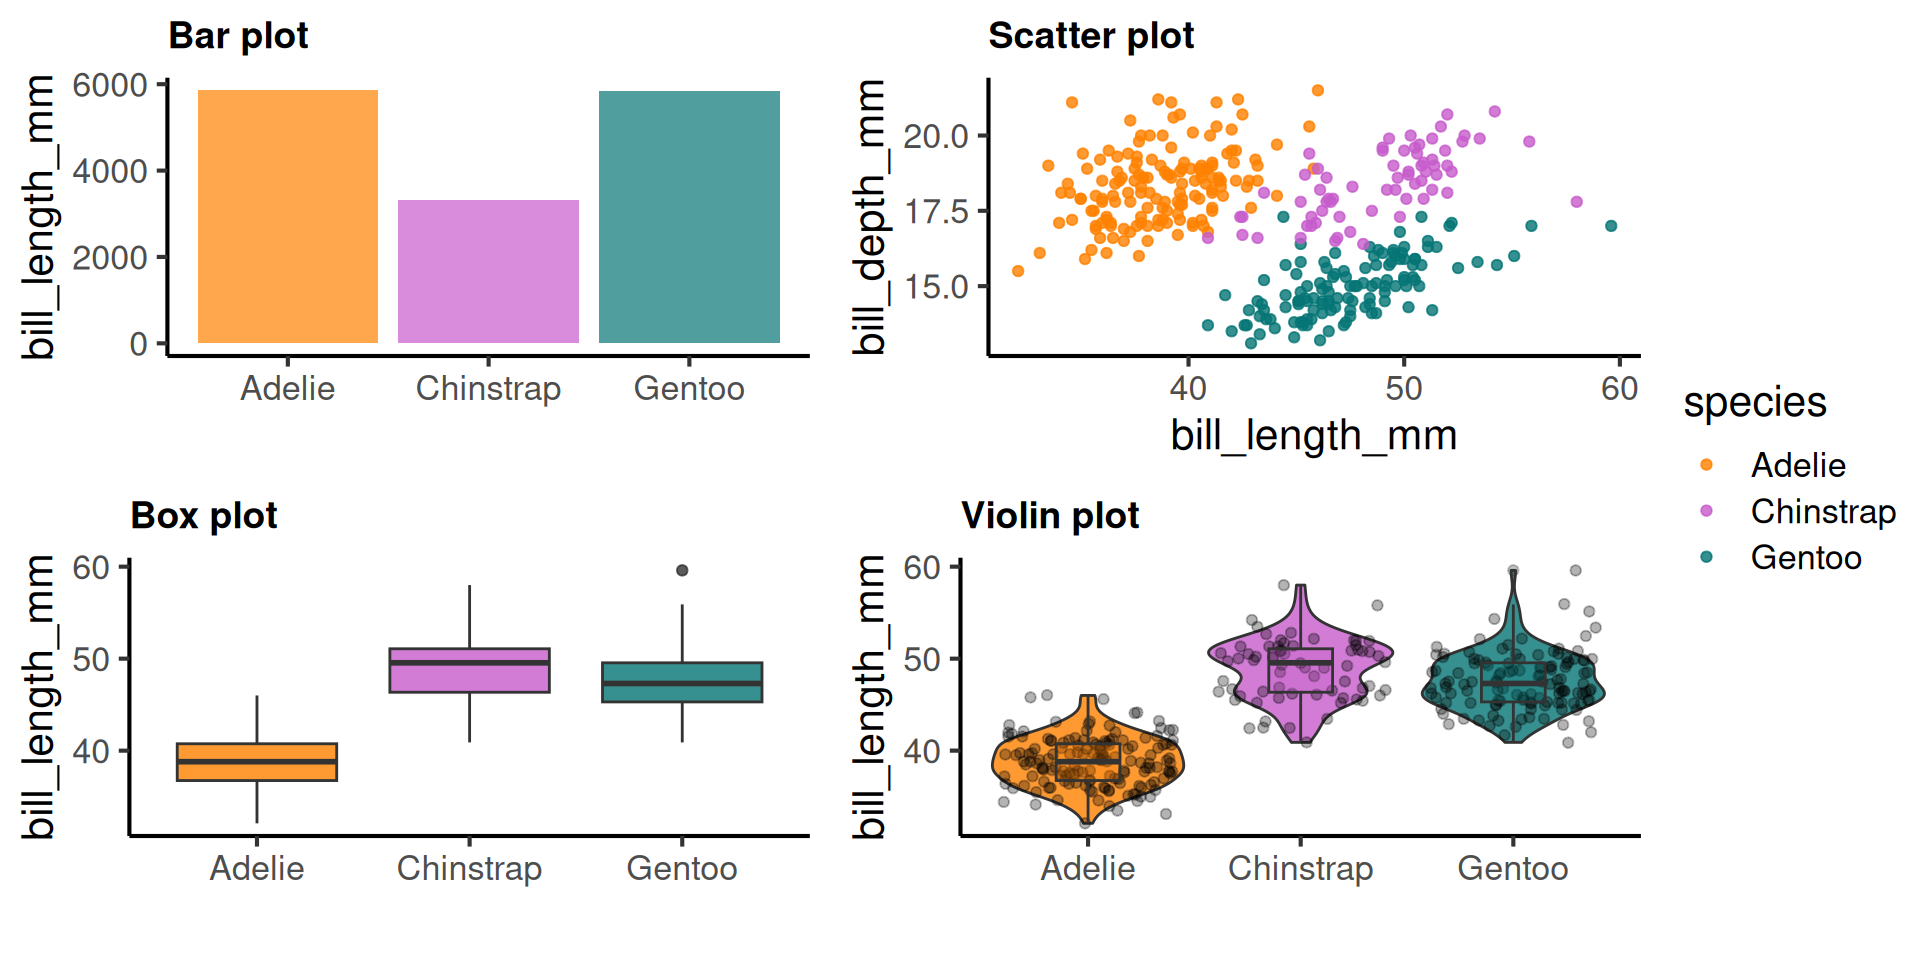 Bar plot
bill_length_mm
6000
4000
2000
0
Adelie
Chinstrap
Gentoo
Scatter plot
bill_depth_mm
20.0
17.5
15.0
40
50
60
bill_length_mm
species
Adelie
Chinstrap
Gentoo
Box plot
bill_length_mm
60
50
40
Adelie
Chinstrap
Gentoo
Violin plot
bill_length_mm
60
50
40
Adelie
Chinstrap
Gentoo